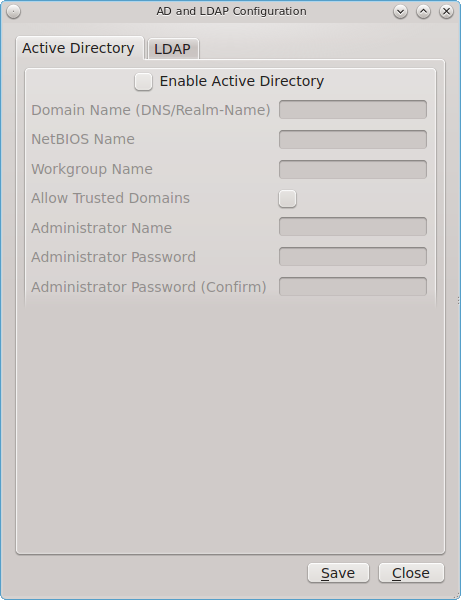 AD and LDAP Configuration
Active Directory
LDAP
Enable Active Directory
Domain Name (DNS/Realm-Name)
NetBIOS Name
Workgroup Name
Allow Trusted Domains
Administrator Name
Administrator Password
Administrator Password (Confirm)
Save
Close